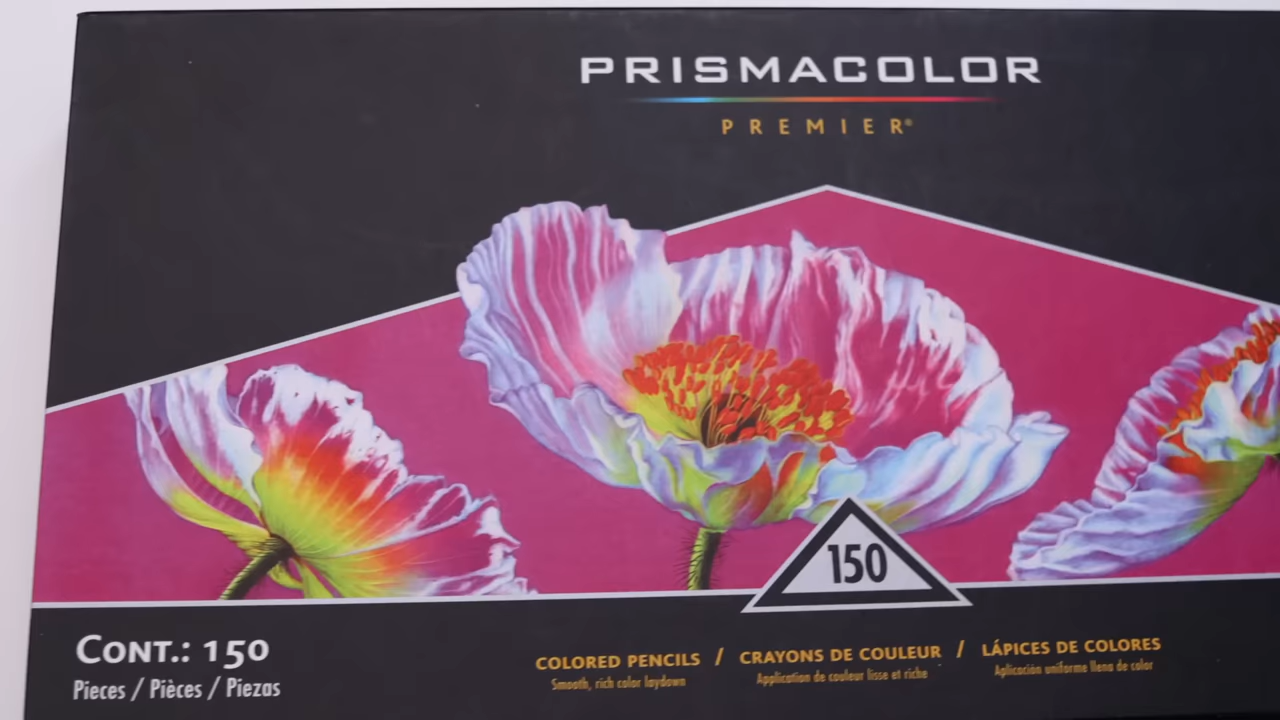 PRISMACOLOR
PREMIER®
150
CONT.: 150
Pieces / Pièces / Piezas
COLORED PENCILS / CRAYONS DE COULEUR / LÁPICES DE COLORES
Smooth, rich color laydown Application de couleur lisse et riche Aplicación uniforme llena de color